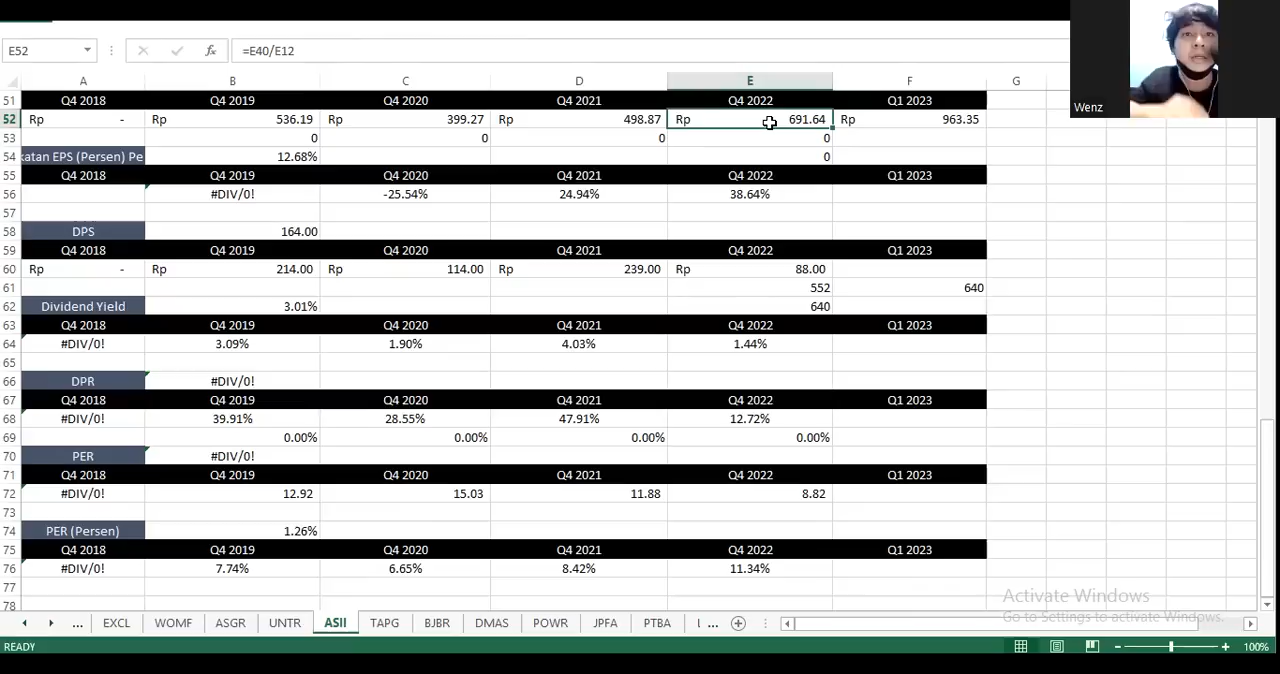 E52 fx =E40/E12
A B C D E F G
51 Q4 2018 Q4 2019 Q4 2020 Q4 2021 Q4 2022 Q1 2023
52 Rp - Rp 536.19 Rp 399.27 Rp 498.87 Rp 691.64 Rp 963.35
53 0 0 0 0
54 katan EPS (Persen) Pe 12.68% 0
55 Q4 2018 Q4 2019 Q4 2020 Q4 2021 Q4 2022 Q1 2023
56 #DIV/0! -25.54% 24.94% 38.64%
57
58 DPS 164.00
59 Q4 2018 Q4 2019 Q4 2020 Q4 2021 Q4 2022 Q1 2023
60 Rp - Rp 214.00 Rp 114.00 Rp 239.00 Rp 88.00
61 552 640
62 Dividend Yield 3.01% 640
63 Q4 2018 Q4 2019 Q4 2020 Q4 2021 Q4 2022 Q1 2023
64 #DIV/0! 3.09% 1.90% 4.03% 1.44%
65
66 DPR #DIV/0!
67 Q4 2018 Q4 2019 Q4 2020 Q4 2021 Q4 2022 Q1 2023
68 #DIV/0! 39.91% 28.55% 47.91% 12.72%
69 0.00% 0.00% 0.00% 0.00%
70 PER #DIV/0!
71 Q4 2018 Q4 2019 Q4 2020 Q4 2021 Q4 2022 Q1 2023
72 #DIV/0! 12.92 15.03 11.88 8.82
73
74 PER (Persen) 1.26%
75 Q4 2018 Q4 2019 Q4 2020 Q4 2021 Q4 2022 Q1 2023
76 #DIV/0! 7.74% 6.65% 8.42% 11.34%
77
78
Wenz
Activate Windows
Go to Settings to activate Windows.
... EXCL WOMF ASGR UNTR ASII TAPG BJBR DMAS POWR JPFA PTBA ...
READY 100%